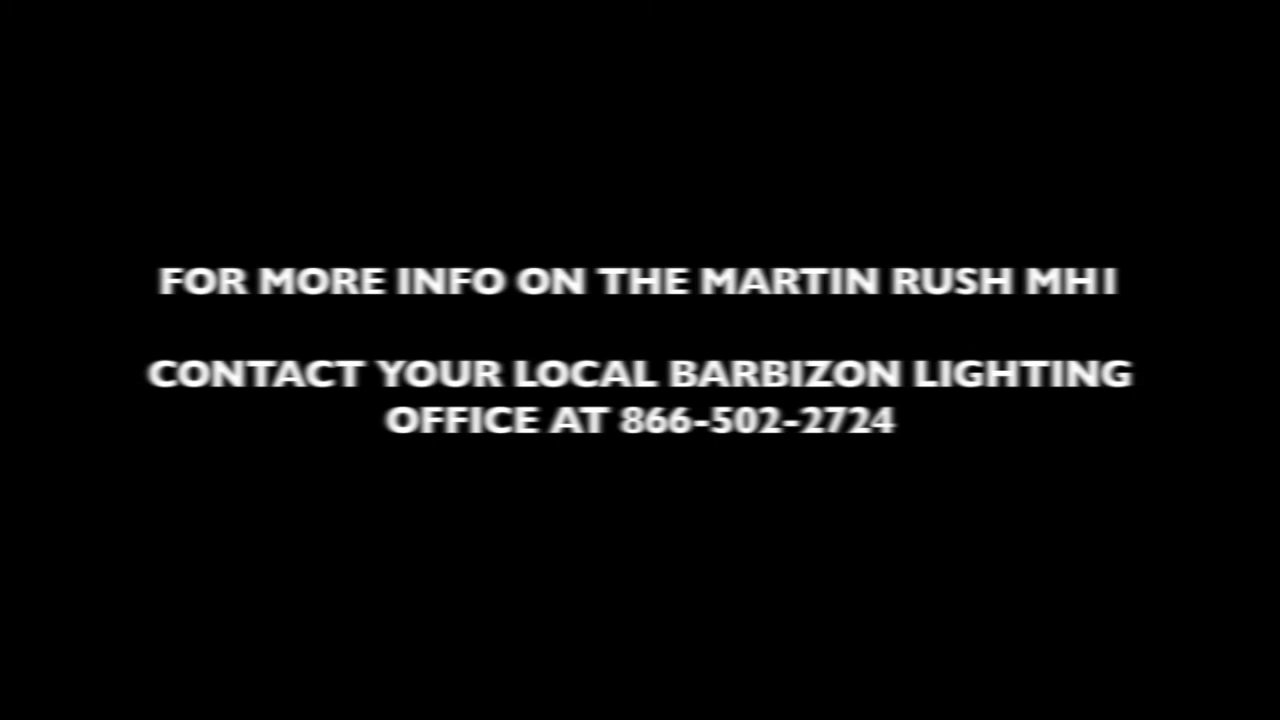 FOR MORE INFO ON THE MARTIN RUSH MH1
CONTACT YOUR LOCAL BARBIZON LIGHTING
OFFICE AT 866-502-2724